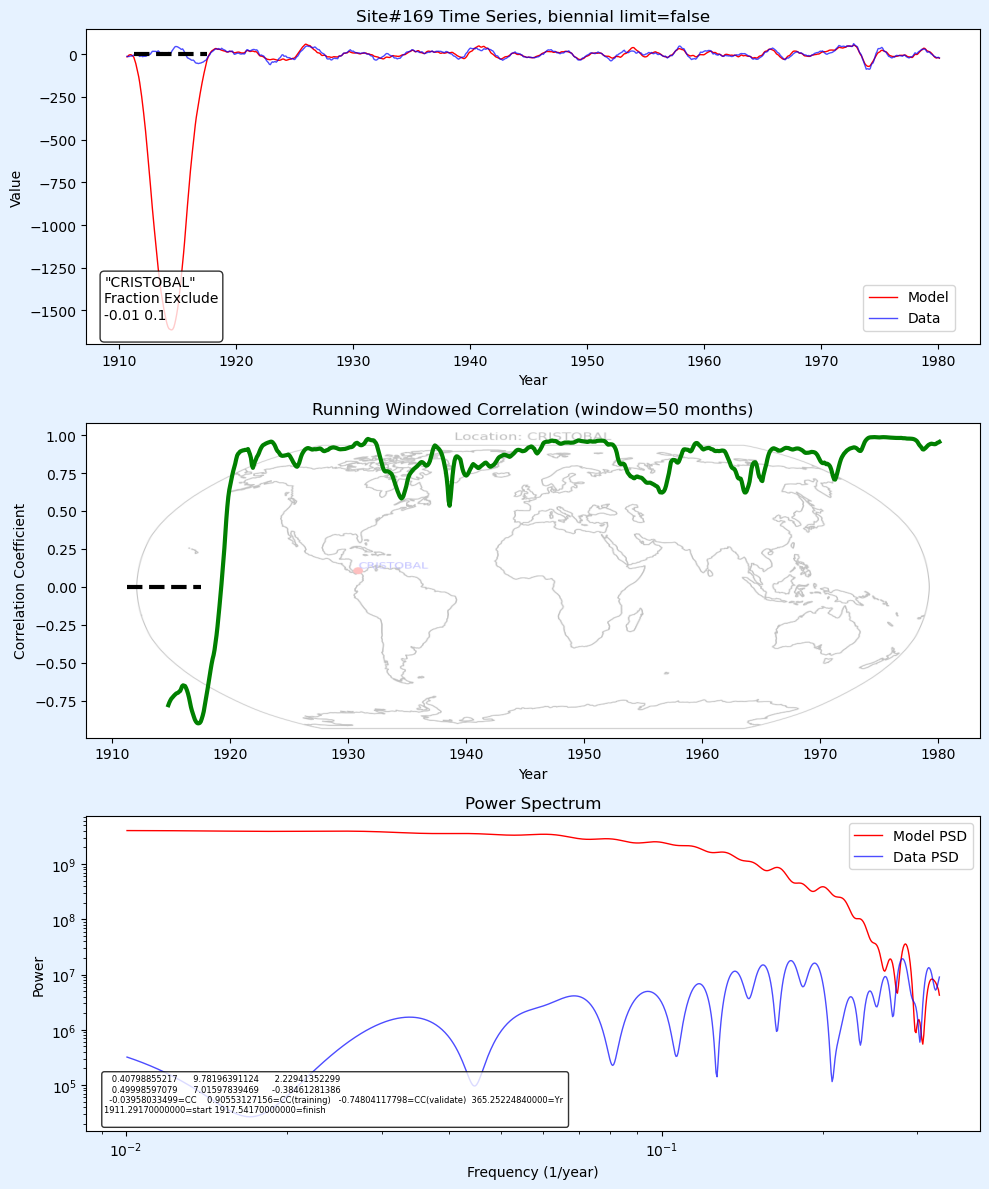 Site#169 Time Series, biennial limit=false
0
−250
−500
−750
−1000
−1250
−1500
Value
"CRISTOBAL"
Fraction Exclude
-0.01 0.1
Model
Data
1910 1920 1930 1940 1950 1960 1970 1980
Year
Running Windowed Correlation (window=50 months)
Location: CRISTOBAL
CRISTOBAL
1.00
0.75
0.50
0.25
0.00
−0.25
−0.50
−0.75
Correlation Coefficient
1910 1920 1930 1940 1950 1960 1970 1980
Year
Power Spectrum
Model PSD
Data PSD
10⁹
10⁸
10⁷
10⁶
10⁵
Power
0.40798855217 9.78196391124 2.22941352299
0.49998597079 7.01597839469 -0.38461281386
-0.03958033499=CC 0.90553127156=CC(training) -0.74804117798=CC(validate) 365.25224840000=Yr
1911.29170000000=start 1917.54170000000=finish
10⁻² 10⁻¹
Frequency (1/year)